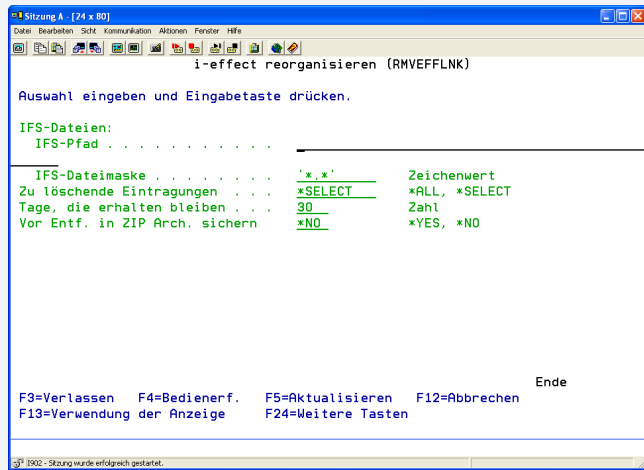 Sitzung A - [24 x 80]
Datei Bearbeiten Sicht Kommunikation Aktionen Fenster Hilfe
i-effect reorganisieren (RMVEFFLNK)
Auswahl eingeben und Eingabetaste drücken.
IFS-Dateien:
IFS-Pfad . . . . . . . . . . .
IFS-Dateimaske . . . . . . . . '*.*' Zeichenwert
Zu löschende Eintragungen . . . *SELECT *ALL, *SELECT
Tage, die erhalten bleiben . . . 30 Zahl
Vor Entf. in ZIP Arch. sichern *NO *YES, *NO
Ende
F3=Verlassen F4=Bedienerf. F5=Aktualisieren F12=Abbrechen
F13=Verwendung der Anzeige F24=Weitere Tasten
I902 - Sitzung wurde erfolgreich gestartet.